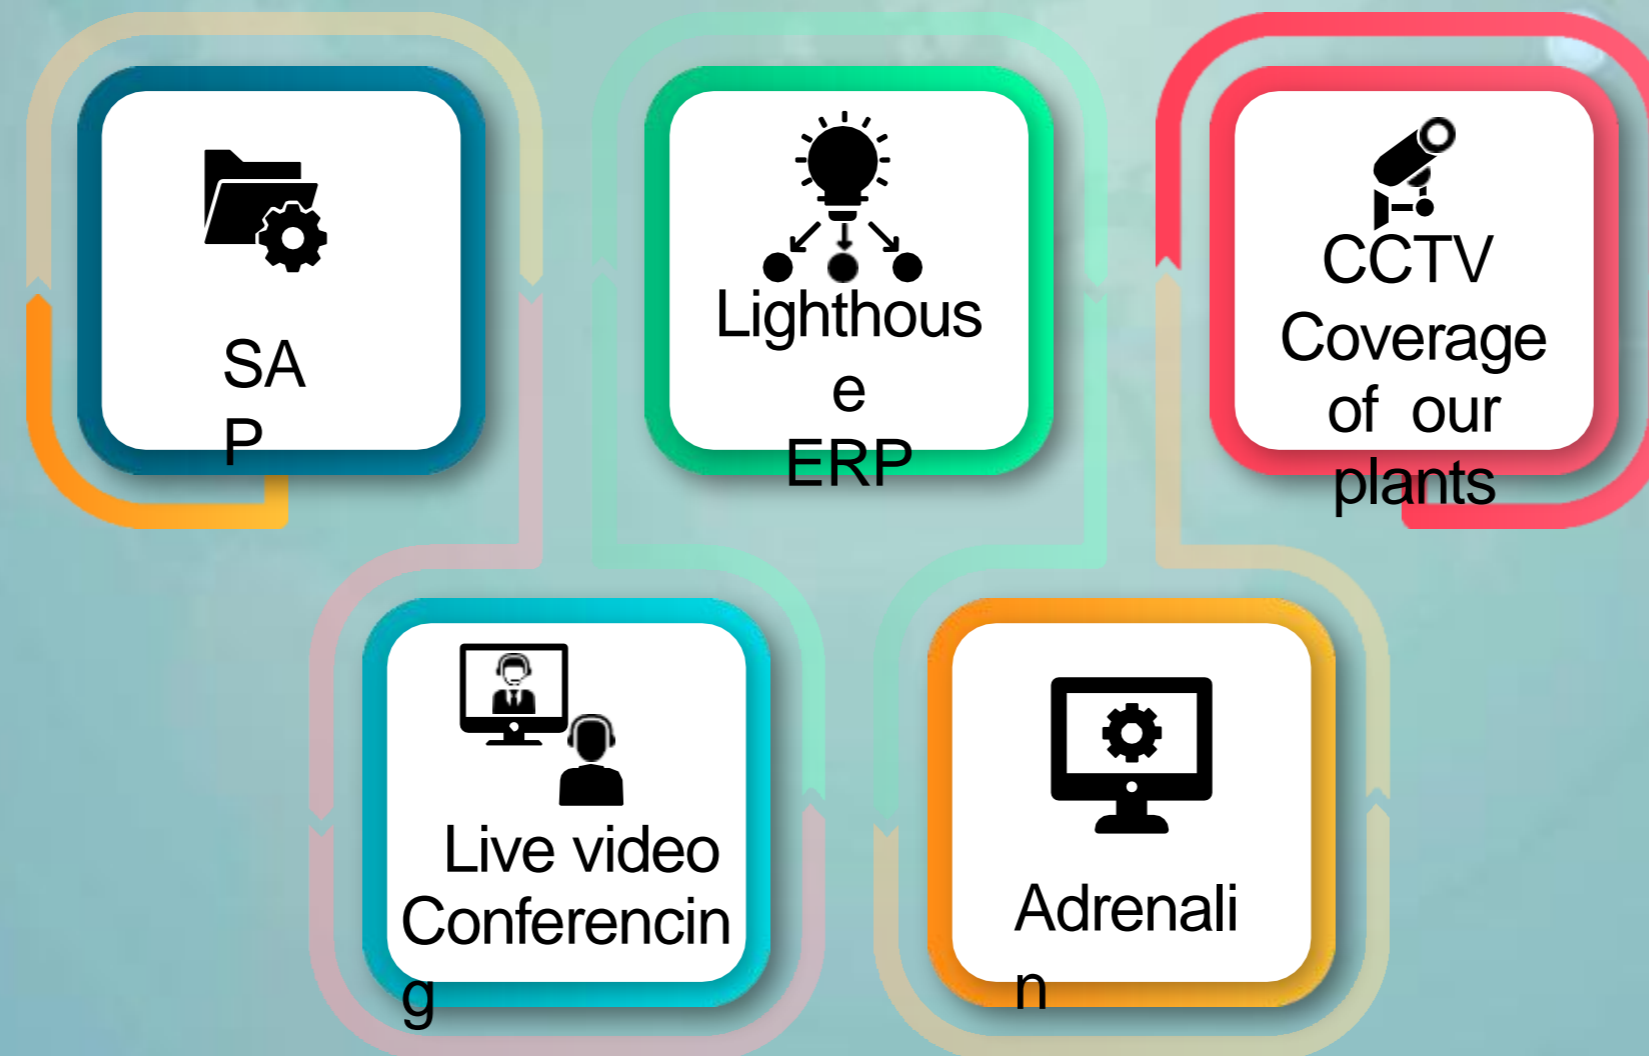 SA
P
Lighthous
e
ERP
CCTV
Coverage
of our
plants
Live video
Conferencin
g
Adrenali
n